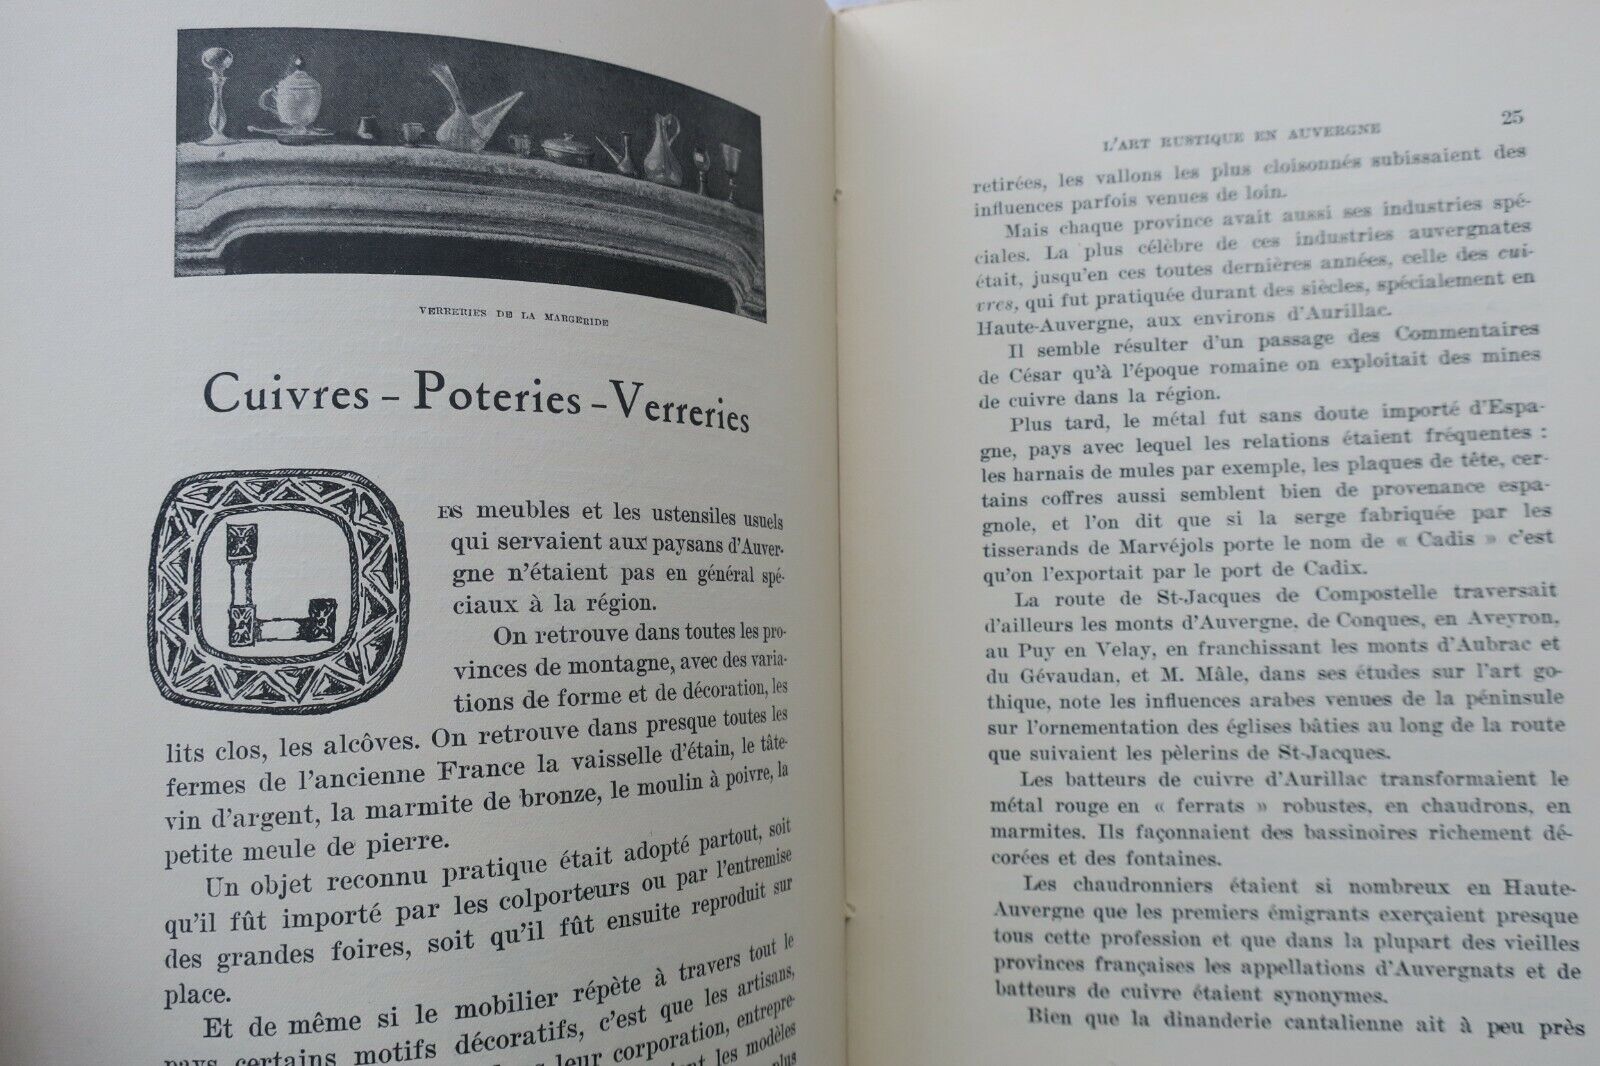 VERRERIES DE LA MARGERIDE
Cuivres – Poteries – Verreries
LES meubles et les ustensiles usuels
qui servaient aux paysans d'Auver-
gne n'étaient pas en général spé-
ciaux à la région.
On retrouve dans toutes les pro-
vinces de montagne, avec des varia-
tions de forme et de décoration, les
lits clos, les alcôves. On retrouve dans presque toutes les
fermes de l'ancienne France la vaisselle d'étain, le tâte-
vin d'argent, la marmite de bronze, le moulin à poivre, la
petite meule de pierre.
Un objet reconnu pratique était adopté partout, soit
qu'il fût importé par les colporteurs ou par l'entremise
des grandes foires, soit qu'il fût ensuite reproduit sur
place.
Et de même si le mobilier répète à travers tout le
pays certains motifs décoratifs, c'est que les artisans,
leur corporation, entrepre-
les modèles
plus
25
L'ART RUSTIQUE EN AUVERGNE
retirées, les vallons les plus cloisonnés subissaient des
influences parfois venues de loin.
Mais chaque province avait aussi ses industries spé-
ciales. La plus célèbre de ces industries auvergnates
était, jusqu'en ces toutes dernières années, celle des cui-
vres, qui fut pratiquée durant des siècles, spécialement en
Haute-Auvergne, aux environs d'Aurillac.
Il semble résulter d'un passage des Commentaires
de César qu'à l'époque romaine on exploitait des mines
de cuivre dans la région.
Plus tard, le métal fut sans doute importé d'Espa-
gne, pays avec lequel les relations étaient fréquentes :
les harnais de mules par exemple, les plaques de tête, cer-
tains coffres aussi semblent bien de provenance espa-
gnole, et l'on dit que si la serge fabriquée par les
tisserands de Marvéjols porte le nom de « Cadis » c'est
qu'on l'exportait par le port de Cadix.
La route de St-Jacques de Compostelle traversait
d'ailleurs les monts d'Auvergne, de Conques, en Aveyron,
au Puy en Velay, en franchissant les monts d'Aubrac et
du Gévaudan, et M. Mâle, dans ses études sur l'art go-
thique, note les influences arabes venues de la péninsule
sur l'ornementation des églises bâties au long de la route
que suivaient les pèlerins de St-Jacques.
Les batteurs de cuivre d'Aurillac transformaient le
métal rouge en « ferrats » robustes, en chaudrons, en
marmites. Ils façonnaient des bassinoires richement dé-
corées et des fontaines.
Les chaudronniers étaient si nombreux en Haute-
Auvergne que les premiers émigrants exerçaient presque
tous cette profession et que dans la plupart des vieilles
provinces françaises les appellations d'Auvergnats et de
batteurs de cuivre étaient synonymes.
Bien que la dinanderie cantalienne ait à peu près